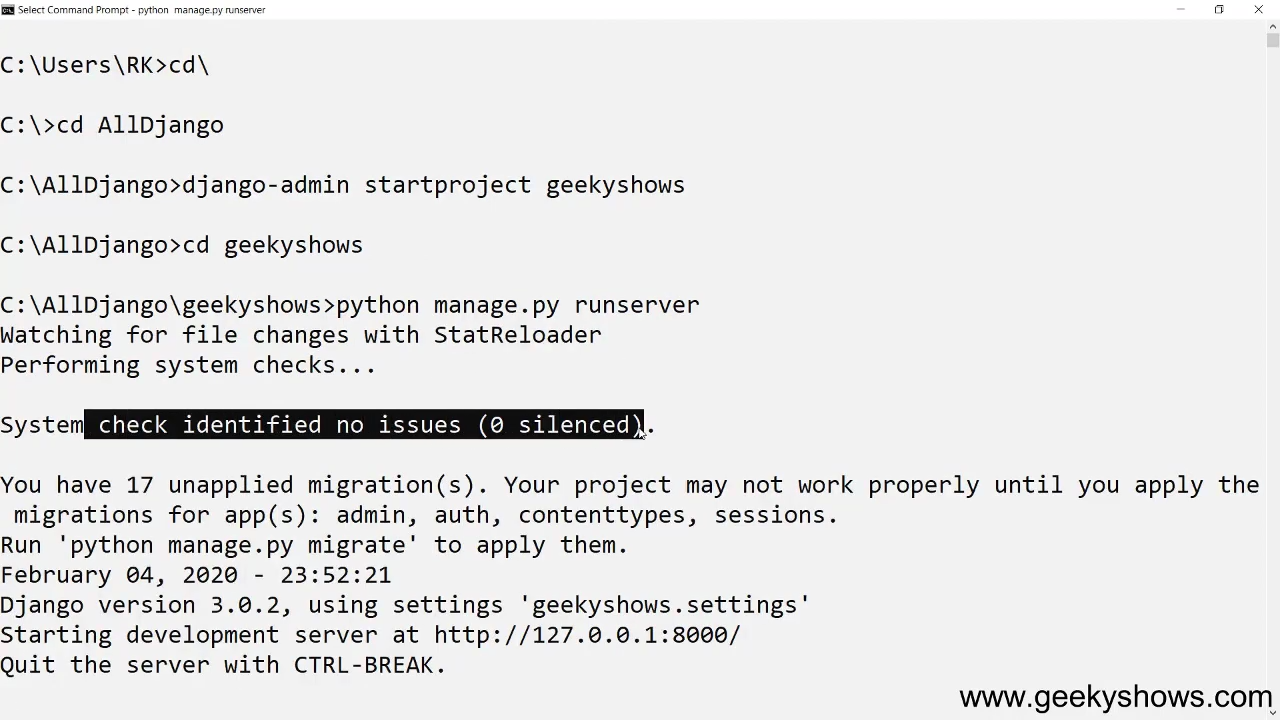 Select Command Prompt - python  manage.py runserver
C:\Users\RK>cd\
C:\>cd AllDjango
C:\AllDjango>django-admin startproject geekyshows
C:\AllDjango>cd geekyshows
C:\AllDjango\geekyshows>python manage.py runserver
Watching for file changes with StatReloader
Performing system checks...
System check identified no issues (0 silenced).
You have 17 unapplied migration(s). Your project may not work properly until you apply the
 migrations for app(s): admin, auth, contenttypes, sessions.
Run 'python manage.py migrate' to apply them.
February 04, 2020 - 23:52:21
Django version 3.0.2, using settings 'geekyshows.settings'
Starting development server at http://127.0.0.1:8000/
Quit the server with CTRL-BREAK.
www.geekyshows.com